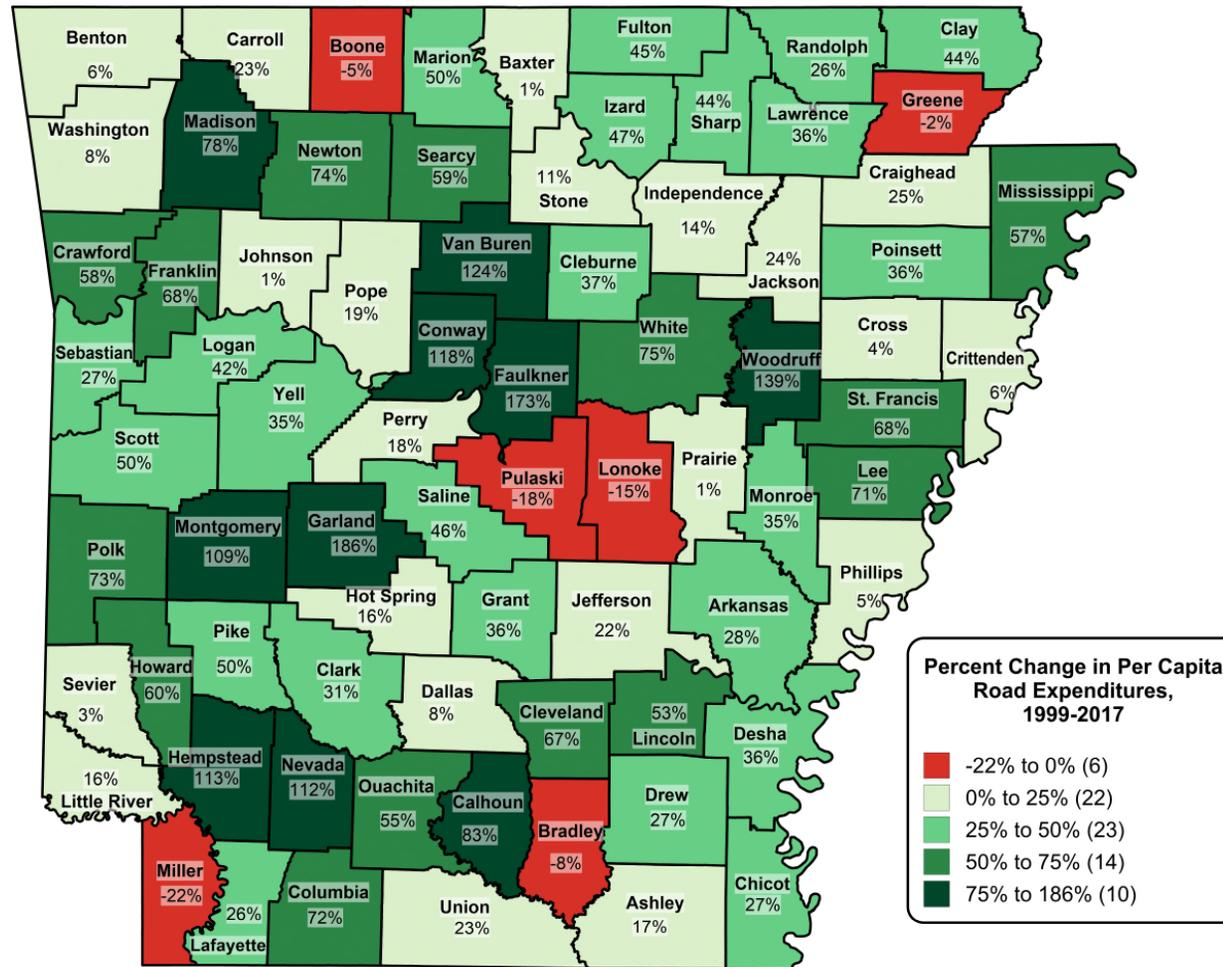 Benton
6%
Carroll
23%
Boone
-5%
Marion
50%
Baxter
1%
Fulton
45%
Randolph
26%
Clay
44%
Washington
8%
Madison
78%
Newton
74%
Searcy
59%
11%
Stone
Izard
47%
44%
Sharp
Lawrence
36%
Greene
-2%
Craighead
25%
Mississippi
57%
Independence
14%
24%
Jackson
Poinsett
36%
Crawford
58%
Franklin
68%
Johnson
1%
Pope
19%
Van Buren
124%
Cleburne
37%
White
75%
Woodruff
139%
Cross
4%
Crittenden
6%
Sebastian
27%
Logan
42%
Yell
35%
Conway
118%
Faulkner
173%
St. Francis
68%
Scott
50%
Perry
18%
Pulaski
-18%
Lonoke
-15%
Prairie
1%
Monroe
35%
Lee
71%
Saline
46%
Garland
186%
Montgomery
109%
Polk
73%
Hot Spring
16%
Grant
36%
Jefferson
22%
Arkansas
28%
Phillips
5%
Pike
50%
Howard
60%
Sevier
3%
Clark
31%
Dallas
8%
Cleveland
67%
53%
Lincoln
Desha
36%
16%
Little River
Hempstead
113%
Nevada
112%
Ouachita
55%
Calhoun
83%
Bradley
-8%
Drew
27%
Miller
-22%
26%
Lafayette
Columbia
72%
Union
23%
Ashley
17%
Chicot
27%
Percent Change in Per Capita
Road Expenditures,
1999-2017
-22% to 0% (6)
0% to 25% (22)
25% to 50% (23)
50% to 75% (14)
75% to 186% (10)